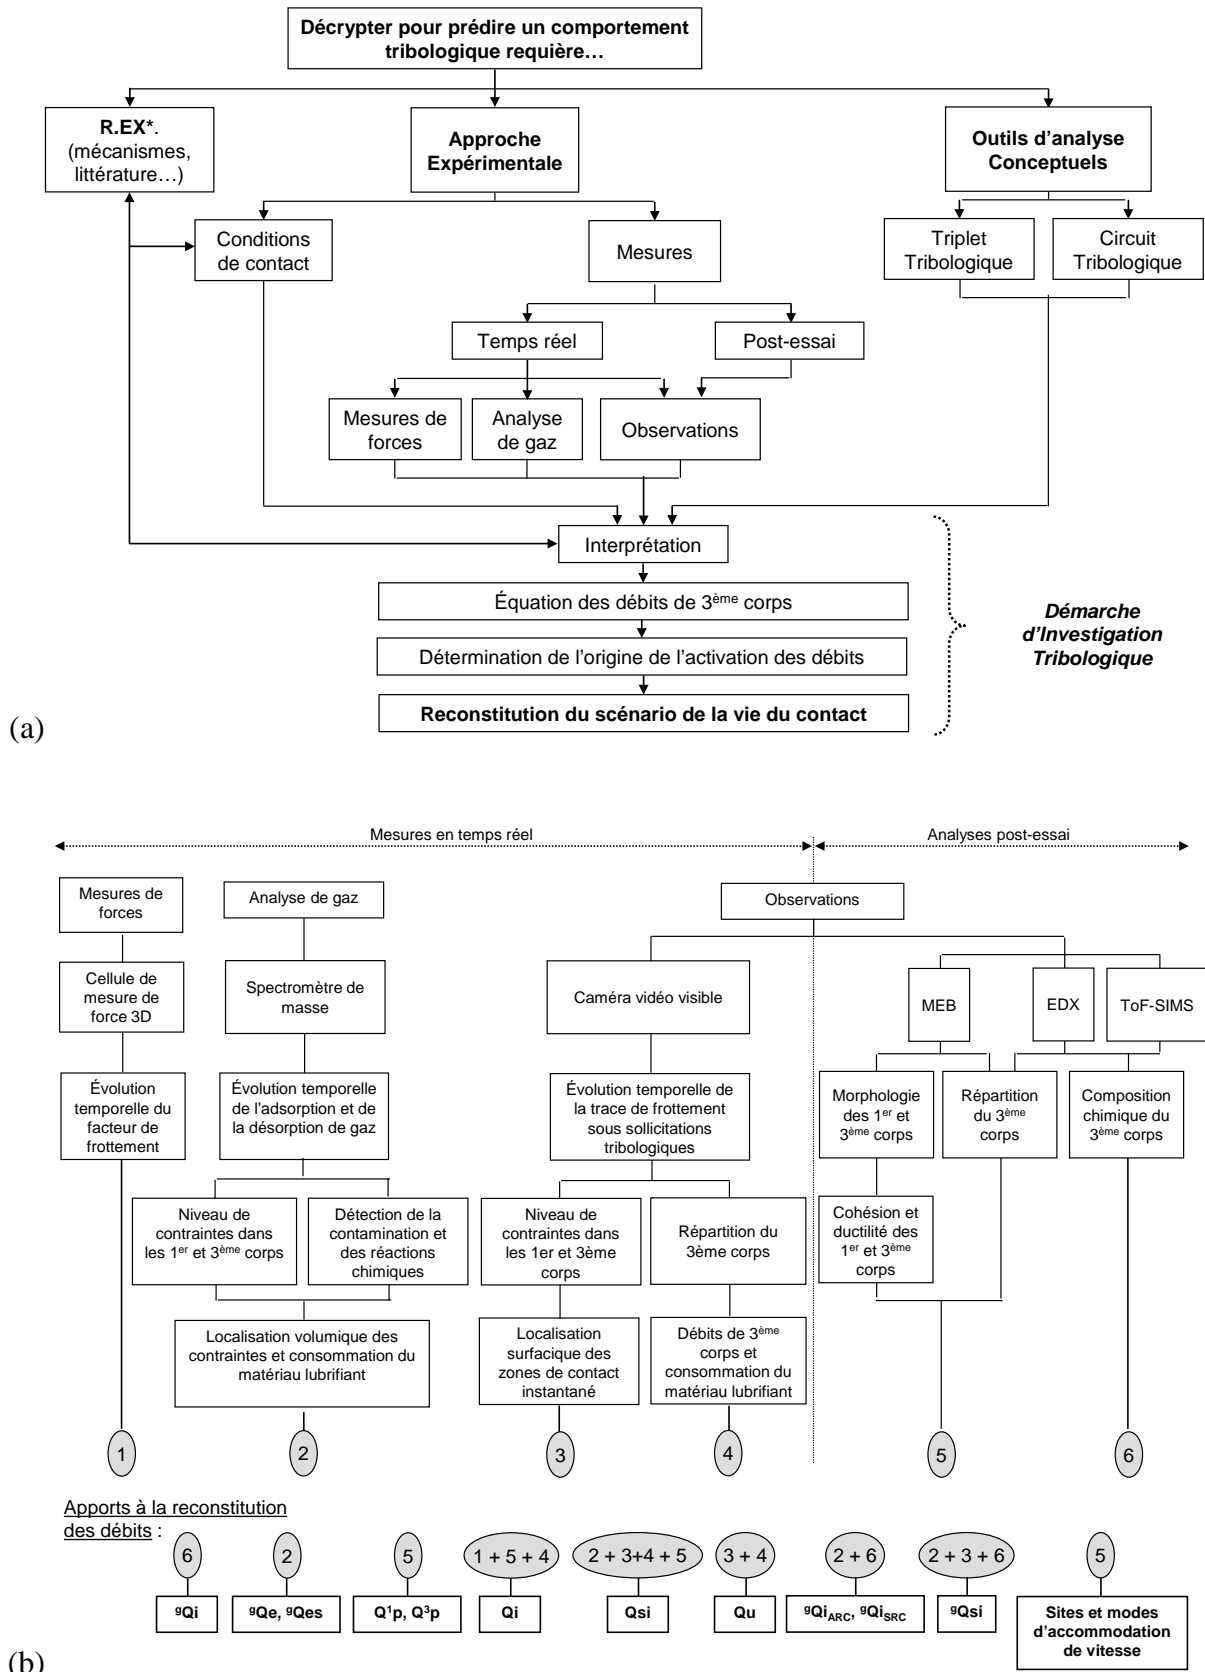 Décrypter pour prédire un comportement
tribologique requière…
R.EX*.
(mécanismes,
littérature…)
Approche
Expérimentale
Outils d’analyse
Conceptuels
Conditions
de contact
Mesures
Triplet
Tribologique
Circuit
Tribologique
Temps réel
Post-essai
Mesures de
forces
Analyse
de gaz
Observations
Interprétation
Équation des débits de 3ème corps
Détermination de l’origine de l’activation des débits
Reconstitution du scénario de la vie du contact
Démarche
d’Investigation
Tribologique
(a)
Mesures en temps réel
Analyses post-essai
Mesures de
forces
Analyse de gaz
Observations
Cellule de
mesure de
force 3D
Spectromètre de
masse
Caméra vidéo visible
MEB
EDX
ToF-SIMS
Évolution
temporelle du
facteur de
frottement
Évolution temporelle
de l’adsorption et de
la désorption de gaz
Évolution temporelle de
la trace de frottement
sous sollicitations
tribologiques
Morphologie
des 1er et
3ème corps
Répartition
du 3ème
corps
Composition
chimique du
3ème corps
Niveau de
contraintes dans
les 1er et 3ème corps
Détection de la
contamination et
des réactions
chimiques
Niveau de
contraintes dans
les 1er et 3ème
corps
Répartition du
3ème corps
Cohésion et
ductilité des
1er et 3ème
corps
Localisation volumique des
contraintes et consommation du
matériau lubrifiant
Localisation
surfacique des
zones de contact
instantané
Débits de 3ème
corps et
consommation du
matériau lubrifiant
1
2
3
4
5
6
Apports à la reconstitution
des débits :
6
2
5
1 + 5 + 4
2 + 3+4 + 5
3 + 4
2 + 6
2 + 3 + 6
5
gQi
gQe, gQes
Q1p, Q3p
Qi
Qsi
Qu
gQiARC, gQiSRC
gQsi
Sites et modes
d’accommodation
de vitesse
(b)